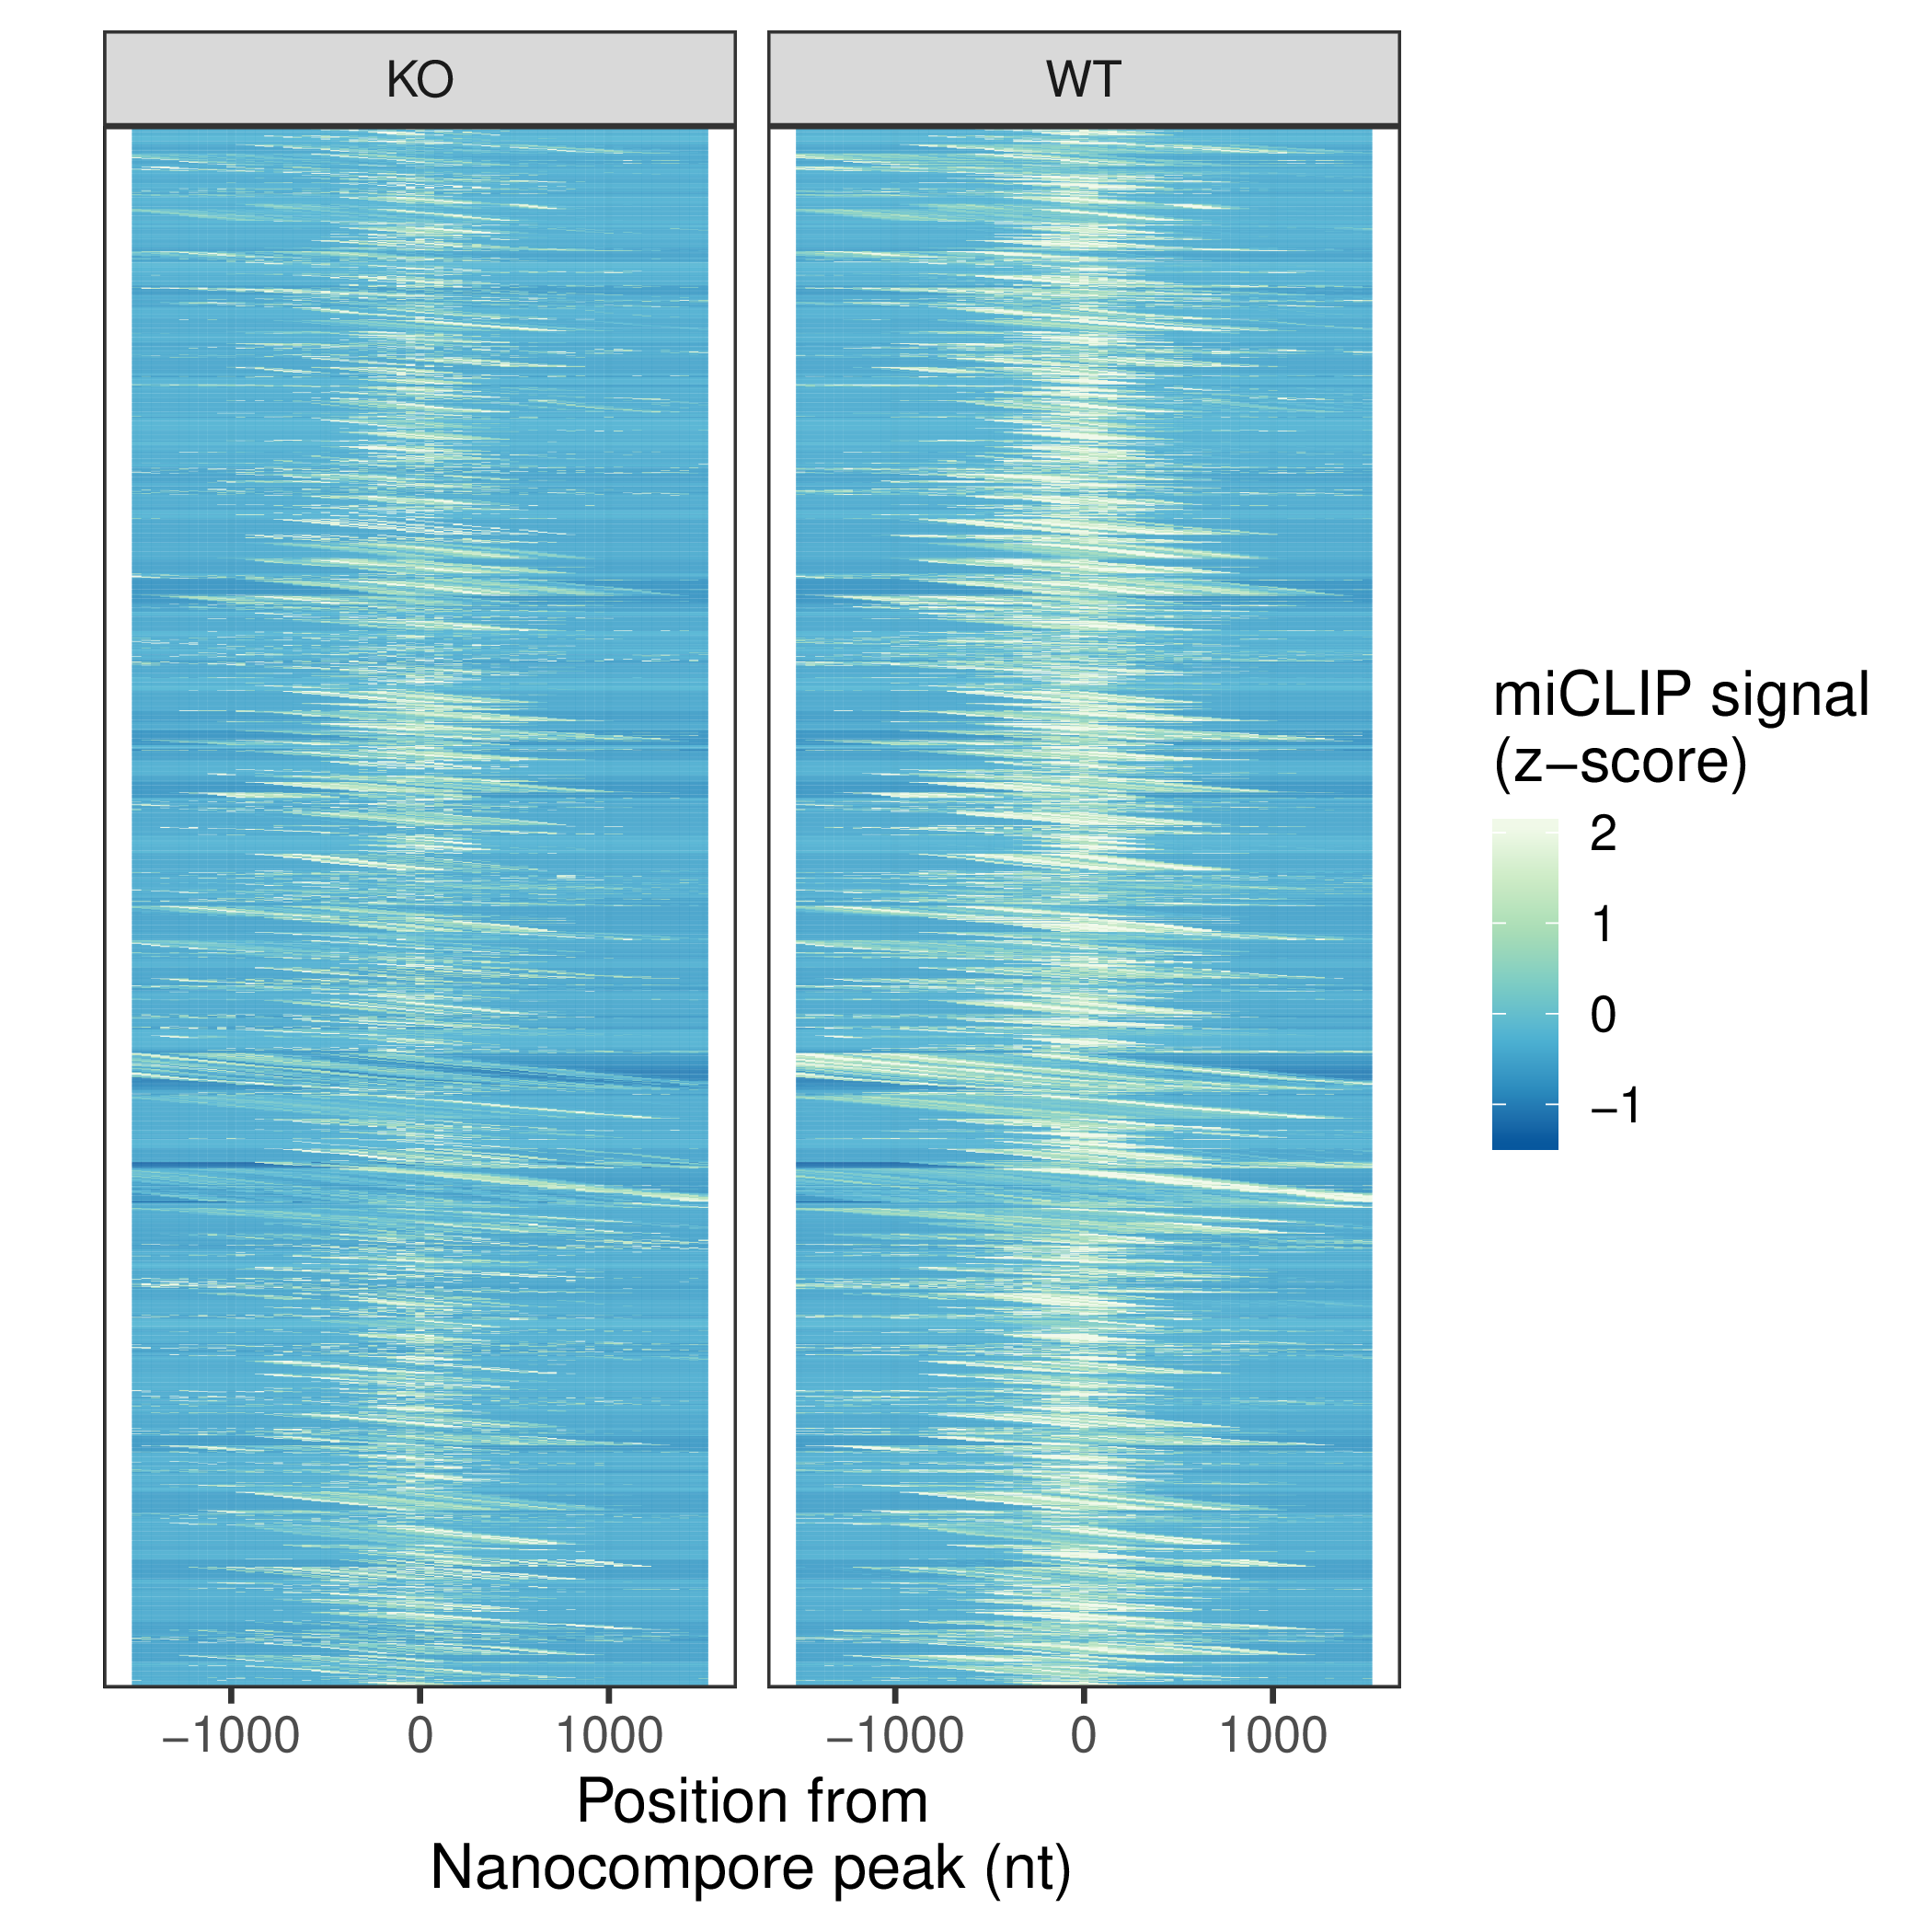 KO
WT
miCLIP signal
(z−score)
2
1
0
−1
−1000 0 1000
−1000 0 1000
Position from
Nanocompore peak (nt)